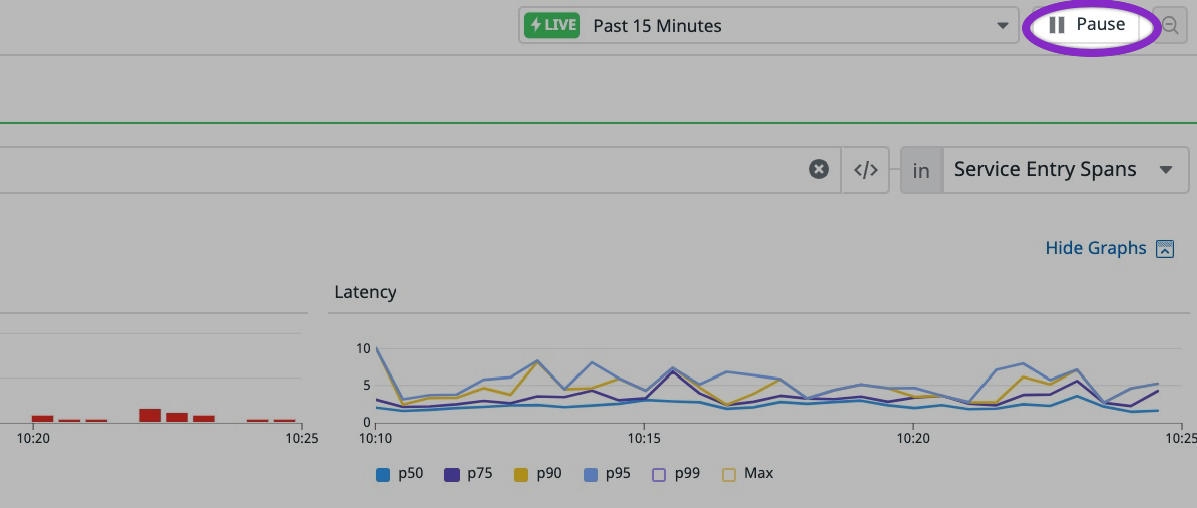 LIVE Past 15 Minutes Pause
</> in Service Entry Spans
Hide Graphs
Latency
10
5
0
10:20 10:25 10:10 10:15 10:20 10:25
p50 p75 p90 p95 p99 Max